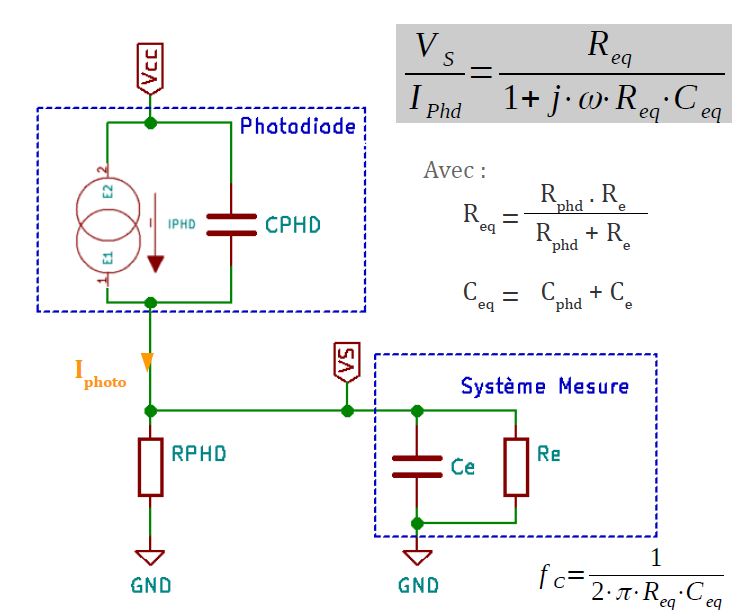 Vcc
Photodiode
2
E2
I
IPHD
CPHD
E1
1
I_photo
VS
Système Mesure
RPHD
Ce
Re
GND
GND
V_S / I_Phd = R_eq / (1 + j · ω · R_eq · C_eq)
Avec :
R_eq = (R_phd . R_e) / (R_phd + R_e)
C_eq = C_phd + C_e
f_C = 1 / (2 · π · R_eq · C_eq)